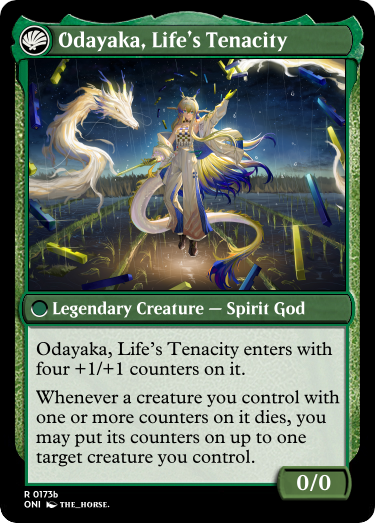 Odayaka, Life's Tenacity
Legendary Creature — Spirit God
Odayaka, Life's Tenacity enters with
four +1/+1 counters on it.
Whenever a creature you control with
one or more counters on it dies, you
may put its counters on up to one
target creature you control.
0/0
R 0173b
ONI THE_HORSE.